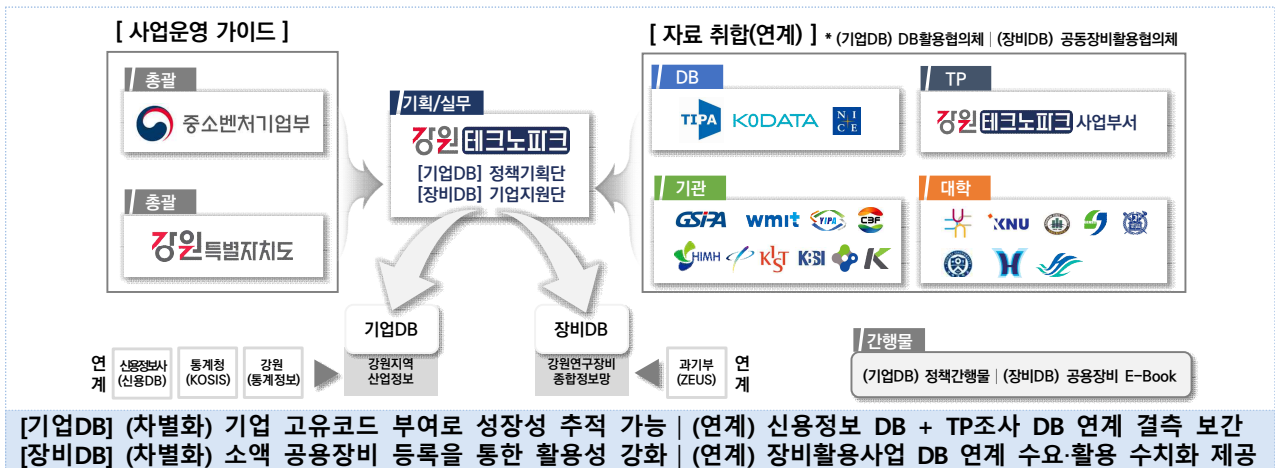 [ 사업운영 가이드 ]
총괄
중소벤처기업부
총괄
강원특별자치도
기획/실무
강원테크노파크
[기업DB] 정책기획단
[장비DB] 기업지원단
[ 자료 취합(연계) ] * (기업DB) DB활용협의체 | (장비DB) 공동장비활용협의체
DB
TIPA KODATA NICE
TP
강원테크노파크 사업부서
기관
GSIPA wmit YIPA CBF
HIMH KIST KBSI K
대학
KNU
H
기업DB
강원지역
산업정보
장비DB
강원연구장비
종합정보망
연계
신용정보사
(신용DB)
통계청
(KOSIS)
강원
(통계정보)
과기부
(ZEUS)
연계
간행물
(기업DB) 정책간행물 | (장비DB) 공용장비 E-Book
[기업DB] (차별화) 기업 고유코드 부여로 성장성 추적 가능 | (연계) 신용정보 DB + TP조사 DB 연계 결측 보간
[장비DB] (차별화) 소액 공용장비 등록을 통한 활용성 강화 | (연계) 장비활용사업 DB 연계 수요·활용 수치화 제공